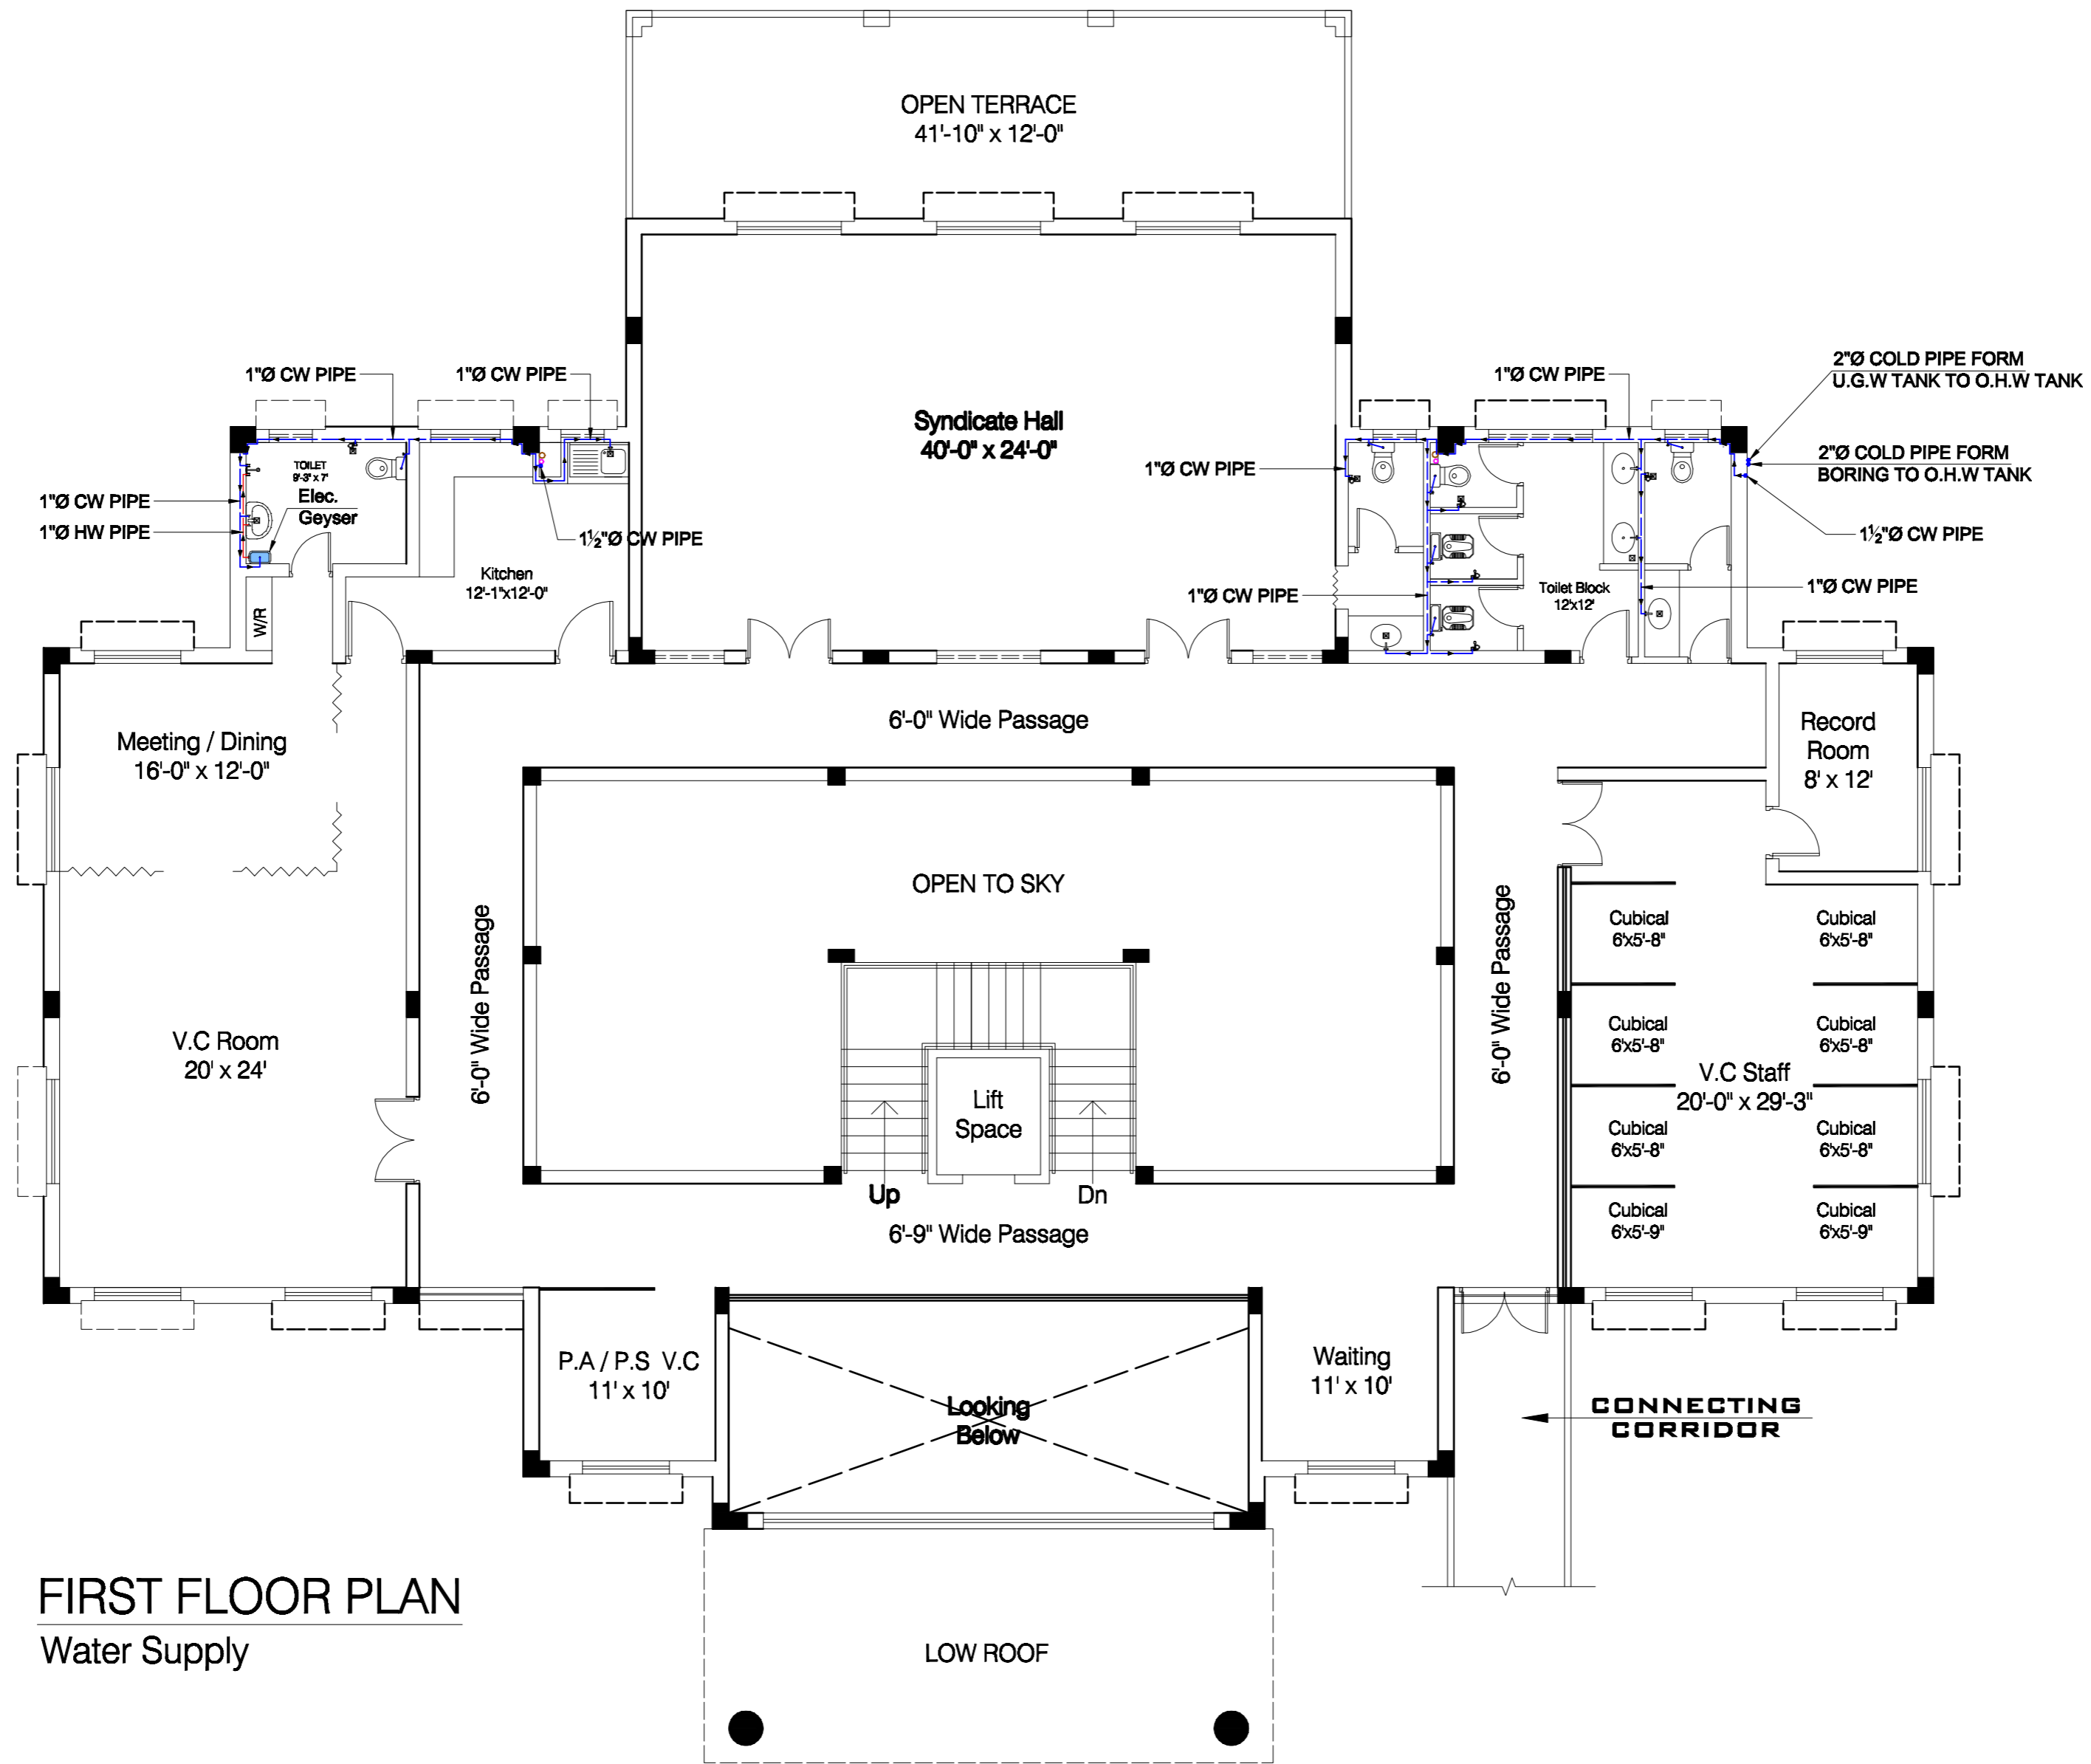 OPEN TERRACE
41'-10" x 12'-0"
1"Ø CW PIPE
1"Ø CW PIPE
1"Ø CW PIPE
2"Ø COLD PIPE FORM
U.G.W TANK TO O.H.W TANK
Syndicate Hall
40'-0" x 24'-0"
2"Ø COLD PIPE FORM
BORING TO O.H.W TANK
TOILET
9'-3" x 7'
Elec.
Geyser
1"Ø CW PIPE
1"Ø HW PIPE
1"Ø CW PIPE
1½"Ø CW PIPE
1½"Ø CW PIPE
Kitchen
12'-1"x12'-0"
W/R
1"Ø CW PIPE
Toilet Block
12'x12'
1"Ø CW PIPE
6'-0" Wide Passage
Meeting / Dining
16'-0" x 12'-0"
Record
Room
8' x 12'
OPEN TO SKY
6'-0" Wide Passage
6'-0" Wide Passage
Cubical
6'x5'-8"
Cubical
6'x5'-8"
Cubical
6'x5'-8"
Cubical
6'x5'-8"
V.C Room
20' x 24'
V.C Staff
20'-0" x 29'-3"
Lift
Space
Cubical
6'x5'-8"
Cubical
6'x5'-8"
Up
Dn
Cubical
6'x5'-9"
Cubical
6'x5'-9"
6'-9" Wide Passage
P.A / P.S V.C
11' x 10'
Looking
Below
Waiting
11' x 10'
CONNECTING
CORRIDOR
FIRST FLOOR PLAN
Water Supply
LOW ROOF